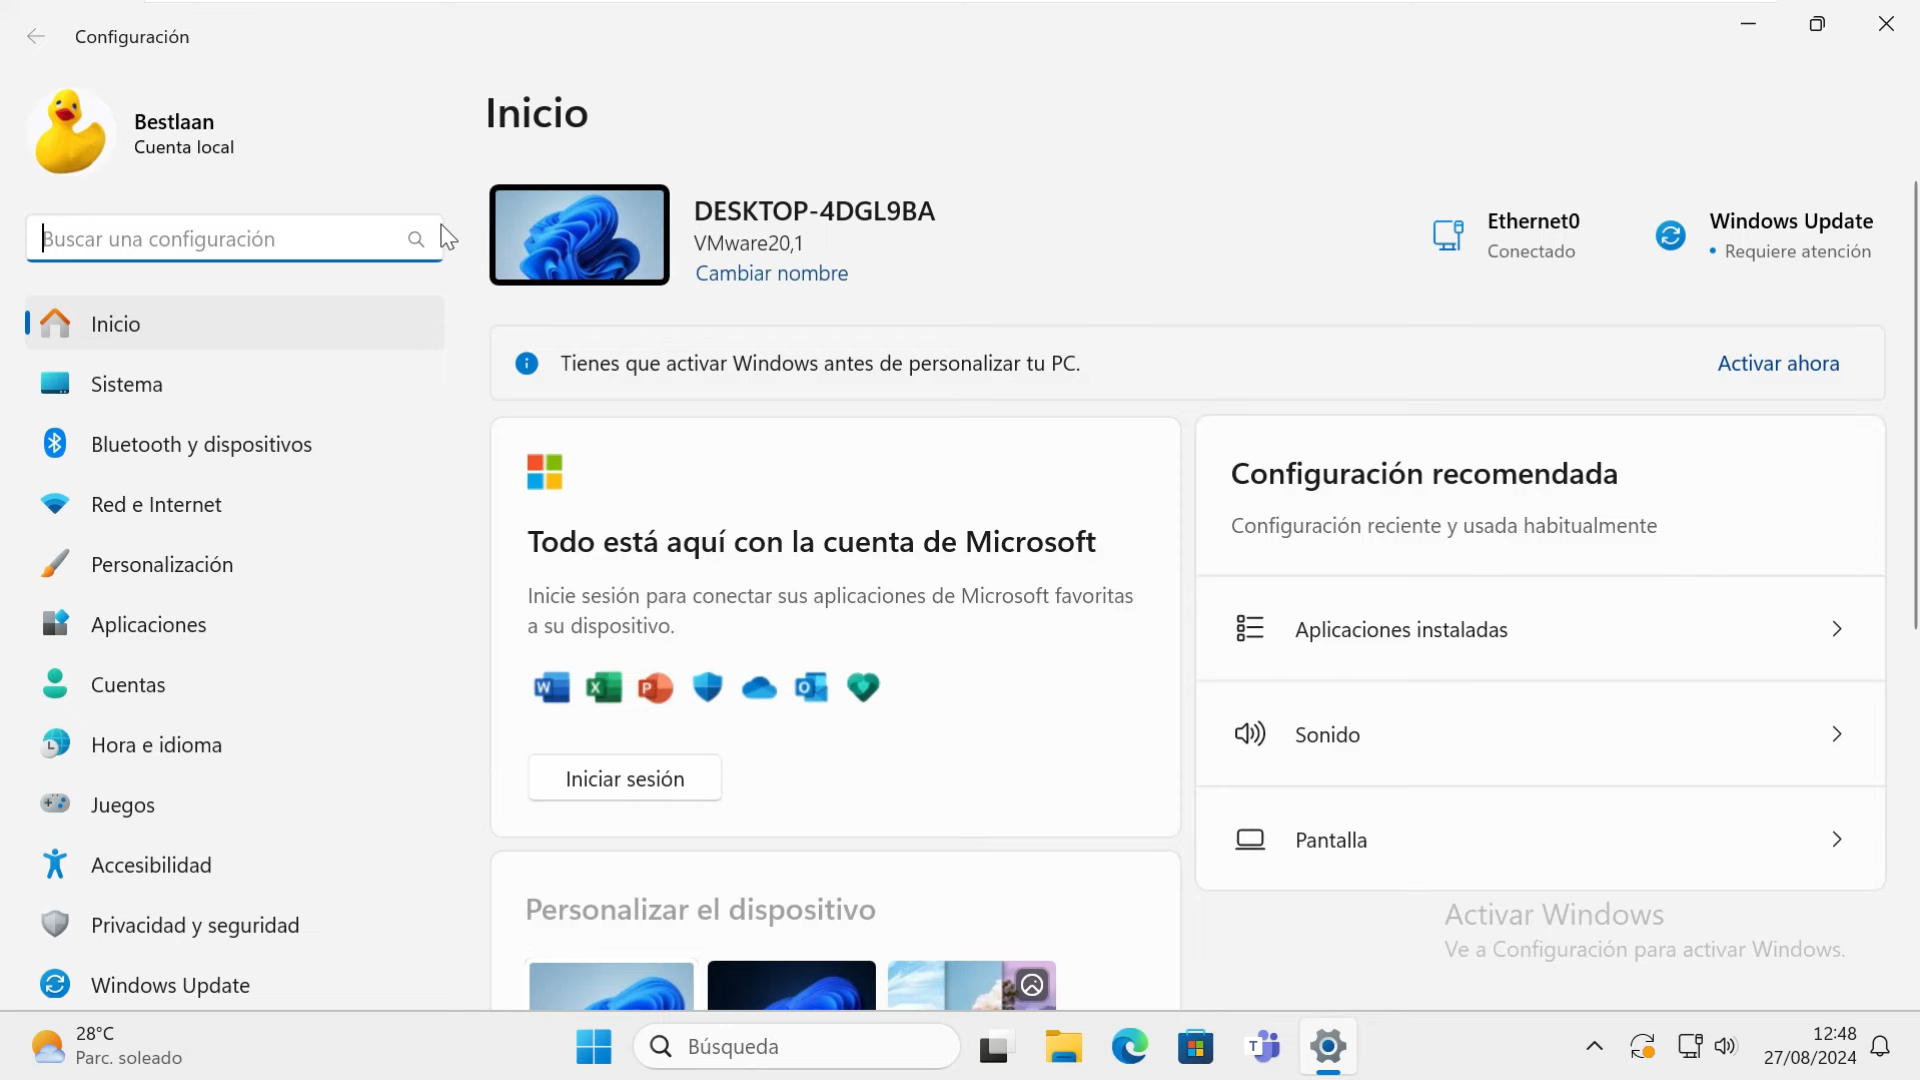 Configuración
Bestlaan
Cuenta local
Buscar una configuración
Inicio
Sistema
Bluetooth y dispositivos
Red e Internet
Personalización
Aplicaciones
Cuentas
Hora e idioma
Juegos
Accesibilidad
Privacidad y seguridad
Windows Update
Inicio
DESKTOP-4DGL9BA
VMware20,1
Cambiar nombre
Ethernet0
Conectado
Windows Update
• Requiere atención
Tienes que activar Windows antes de personalizar tu PC.
Activar ahora
Todo está aquí con la cuenta de Microsoft
Inicie sesión para conectar sus aplicaciones de Microsoft favoritas
a su dispositivo.
Iniciar sesión
Personalizar el dispositivo
Configuración recomendada
Configuración reciente y usada habitualmente
Aplicaciones instaladas
Sonido
Pantalla
Activar Windows
Ve a Configuración para activar Windows.
28°C
Parc. soleado
Búsqueda
12:48
27/08/2024